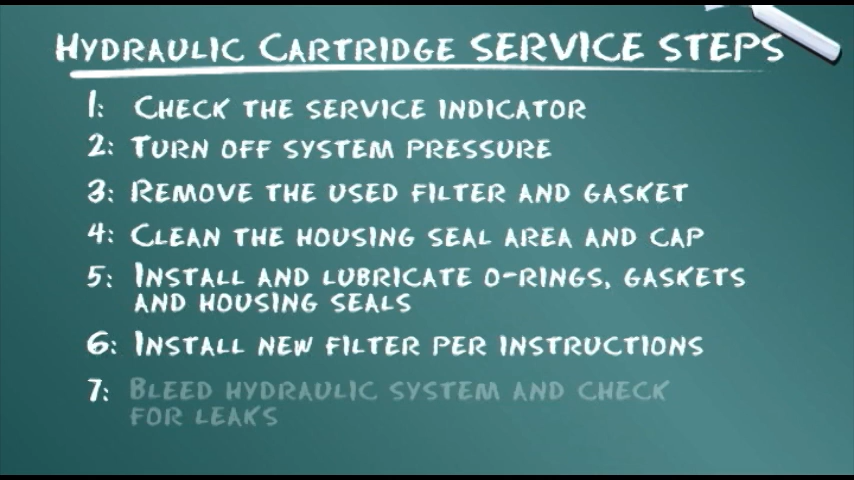 HYDRAULIC CARTRIDGE SERVICE STEPS
1: CHECK THE SERVICE INDICATOR
2: TURN OFF SYSTEM PRESSURE
3: REMOVE THE USED FILTER AND GASKET
4: CLEAN THE HOUSING SEAL AREA AND CAP
5: INSTALL AND LUBRICATE O-RINGS, GASKETS
AND HOUSING SEALS
6: INSTALL NEW FILTER PER INSTRUCTIONS
7: BLEED HYDRAULIC SYSTEM AND CHECK
FOR LEAKS